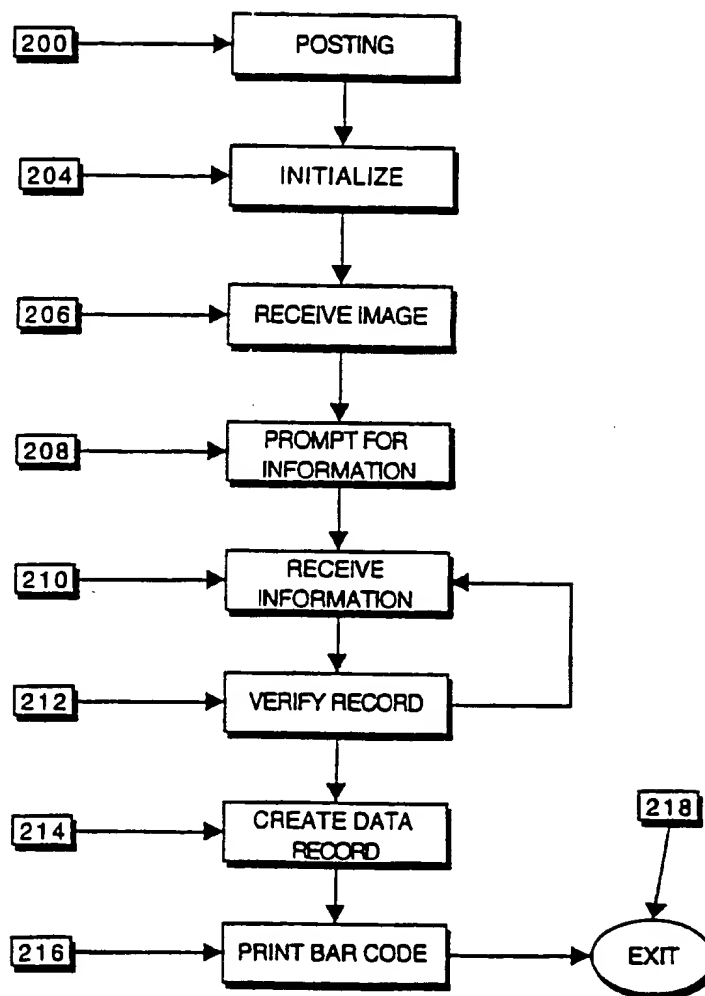 200
POSTING
204
INITIALIZE
206
RECEIVE IMAGE
208
PROMPT FOR
INFORMATION
210
RECEIVE
INFORMATION
212
VERIFY RECORD
214
CREATE DATA
RECORD
218
216
PRINT BAR CODE
EXIT